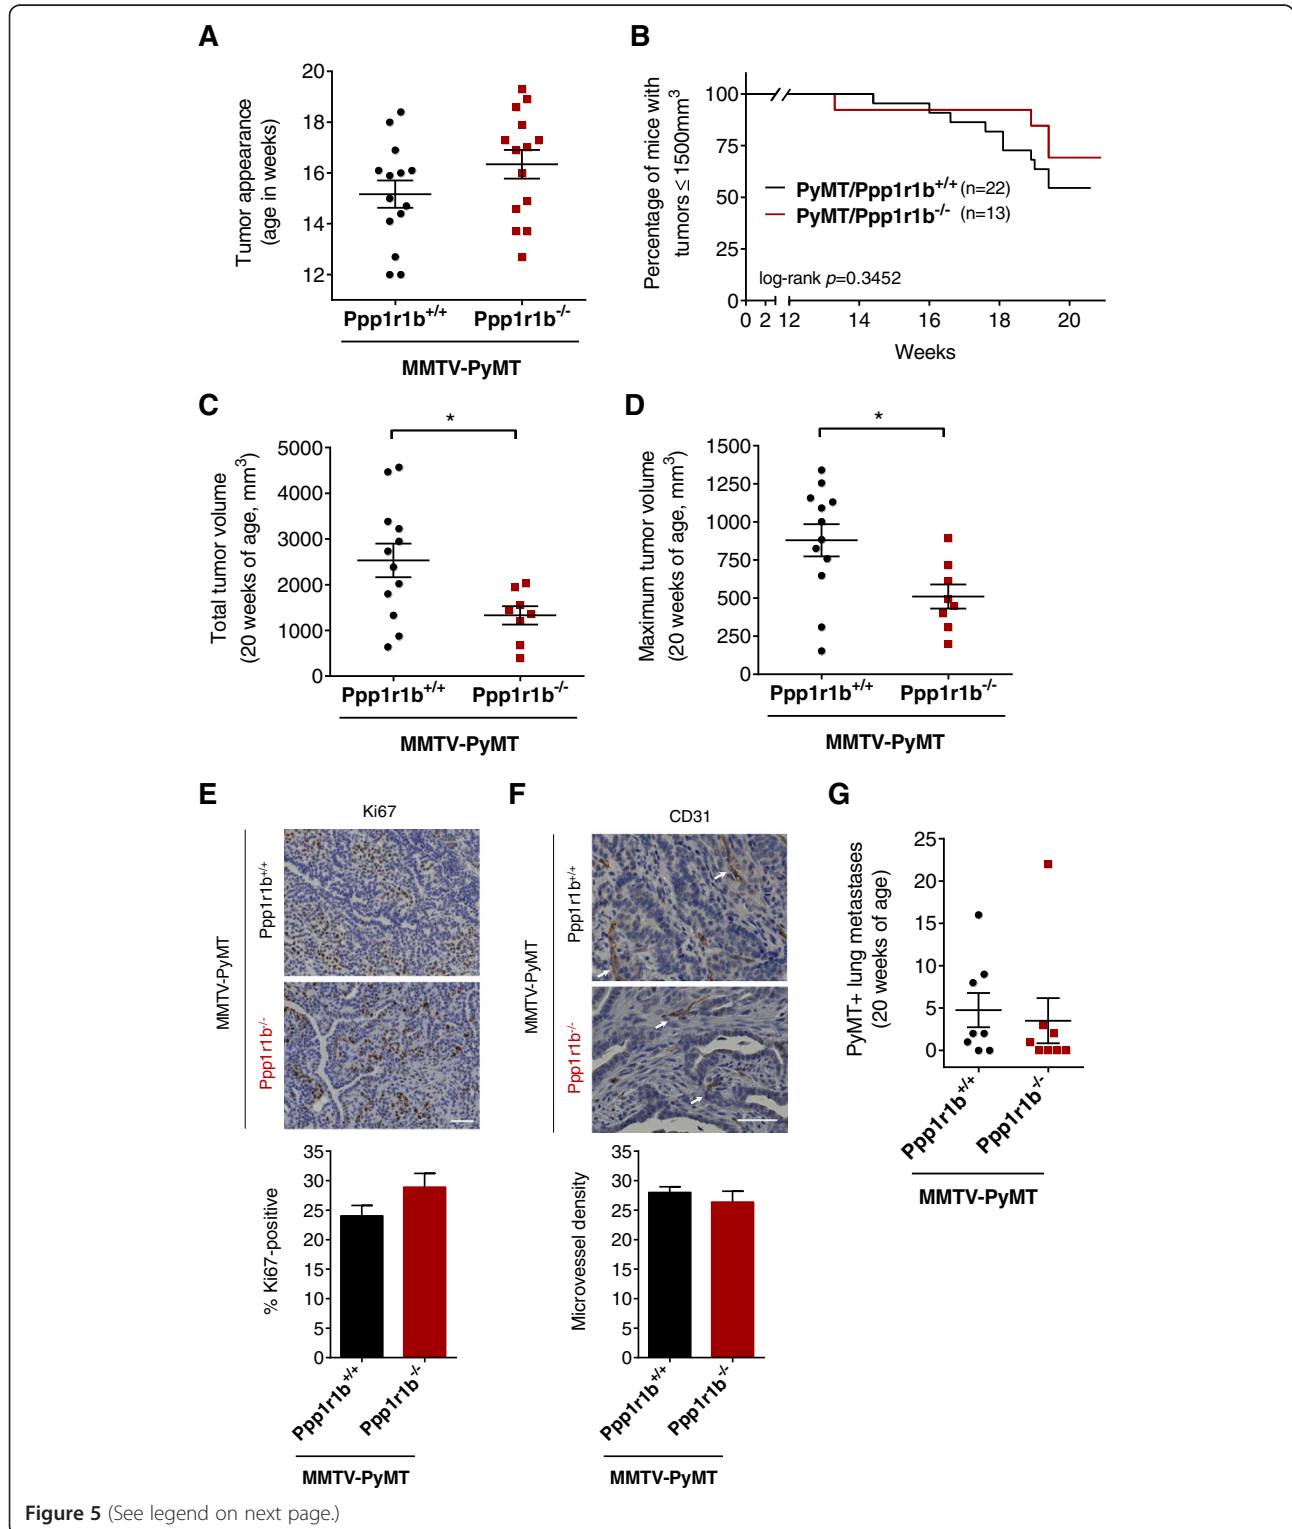 A
Tumor appearance
(age in weeks)
20
18
16
14
12
Ppp1r1b+/+
Ppp1r1b-/-
MMTV-PyMT
B
Percentage of mice with
tumors ≤ 1500mm3
100
75
50
25
0
PyMT/Ppp1r1b+/+ (n=22)
PyMT/Ppp1r1b-/- (n=13)
log-rank p=0.3452
0 2 12 14 16 18 20
Weeks
C
*
Total tumor volume
(20 weeks of age, mm3)
5000
4000
3000
2000
1000
0
Ppp1r1b+/+
Ppp1r1b-/-
MMTV-PyMT
D
*
Maximum tumor volume
(20 weeks of age, mm3)
1500
1250
1000
750
500
250
0
Ppp1r1b+/+
Ppp1r1b-/-
MMTV-PyMT
E
Ki67
MMTV-PyMT
Ppp1r1b+/+
Ppp1r1b-/-
% Ki67-positive
35
30
25
20
15
10
5
0
Ppp1r1b+/+
Ppp1r1b-/-
MMTV-PyMT
F
CD31
MMTV-PyMT
Ppp1r1b+/+
Ppp1r1b-/-
Microvessel density
35
30
25
20
15
10
5
0
Ppp1r1b+/+
Ppp1r1b-/-
MMTV-PyMT
G
PyMT+ lung metastases
(20 weeks of age)
25
20
15
10
5
0
Ppp1r1b+/+
Ppp1r1b-/-
MMTV-PyMT
Figure 5 (See legend on next page.)